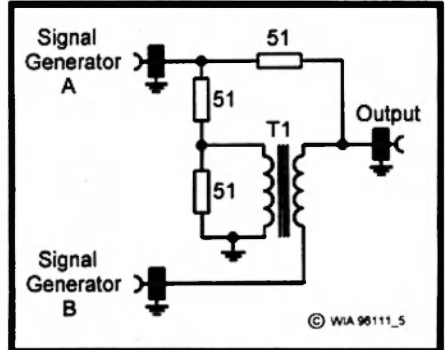 Signal
Generator
A
51
51
T1
Output
51
Signal
Generator
B
© WIA 96111_5